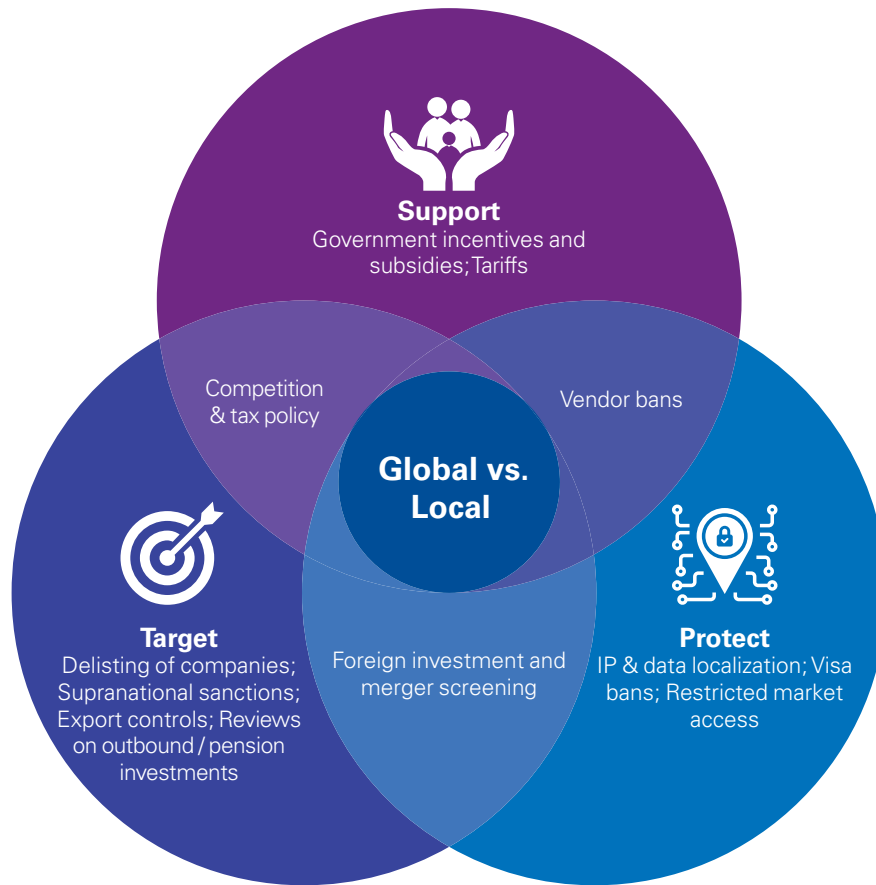 Support
Government incentives and
subsidies; Tariffs
Competition
& tax policy
Vendor bans
Global vs.
Local
Target
Delisting of companies;
Supranational sanctions;
Export controls; Reviews
on outbound / pension
investments
Foreign investment and
merger screening
Protect
IP & data localization; Visa
bans; Restricted market
access